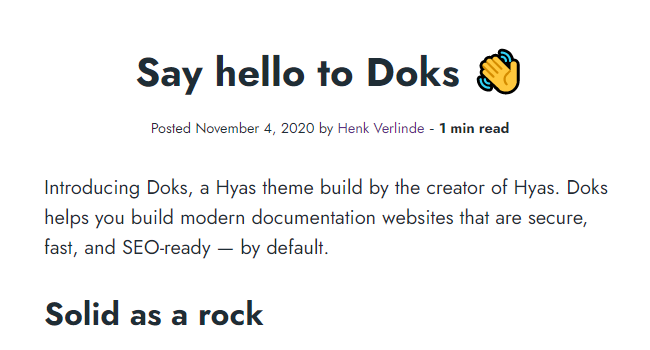 Say hello to Doks 👋
Posted November 4, 2020 by Henk Verlinde - 1 min read
Introducing Doks, a Hyas theme build by the creator of Hyas. Doks
helps you build modern documentation websites that are secure,
fast, and SEO-ready — by default.
Solid as a rock